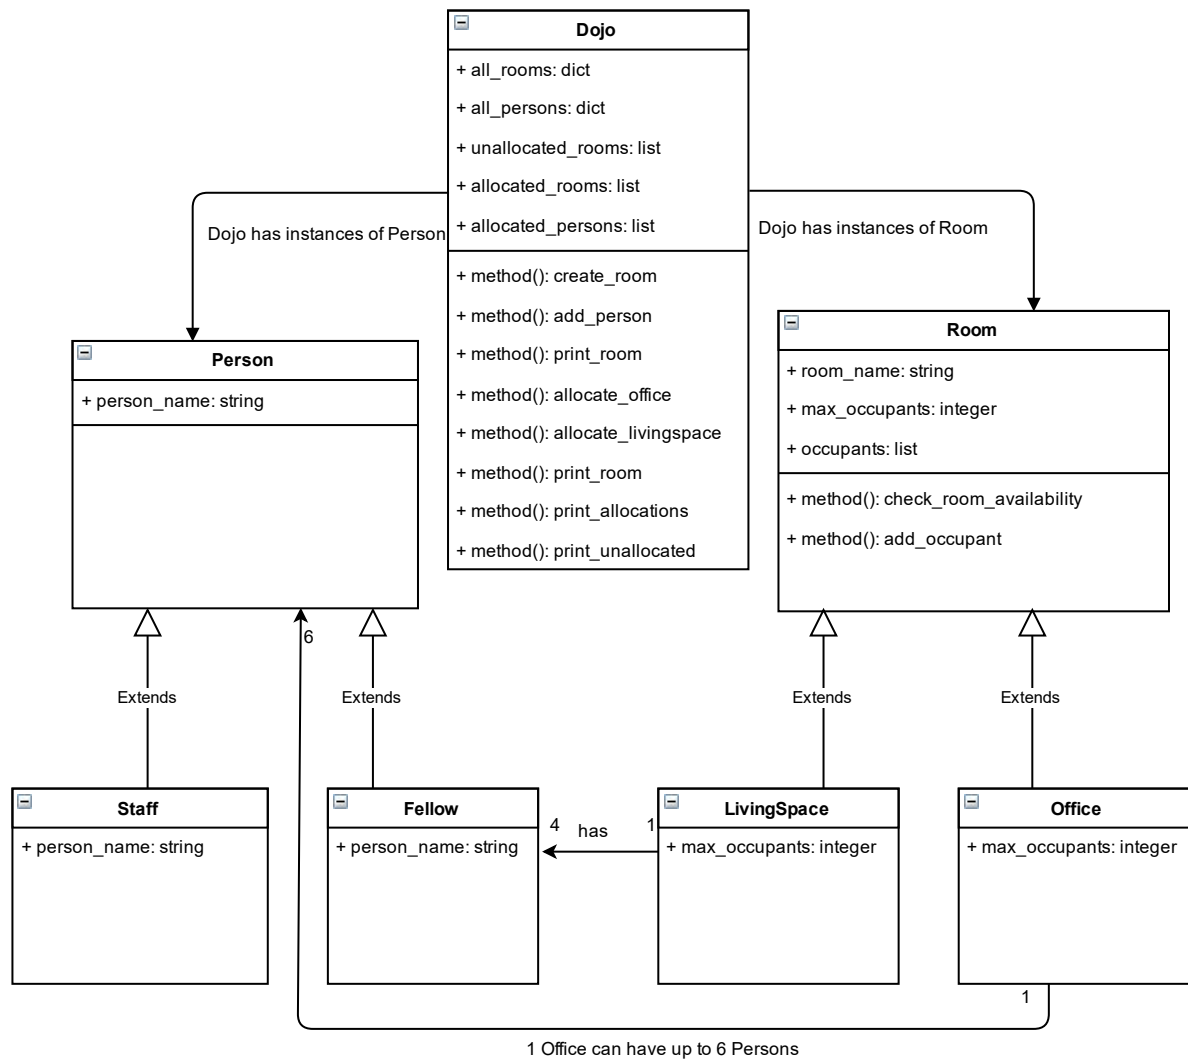 Dojo
+ all_rooms: dict
+ all_persons: dict
+ unallocated_rooms: list
+ allocated_rooms: list
+ allocated_persons: list
+ method(): create_room
+ method(): add_person
+ method(): print_room
+ method(): allocate_office
+ method(): allocate_livingspace
+ method(): print_room
+ method(): print_allocations
+ method(): print_unallocated
Dojo has instances of Person
Dojo has instances of Room
Person
+ person_name: string
Room
+ room_name: string
+ max_occupants: integer
+ occupants: list
+ method(): check_room_availability
+ method(): add_occupant
6
Extends
Extends
Extends
Extends
Staff
+ person_name: string
Fellow
+ person_name: string
4
has
1
LivingSpace
+ max_occupants: integer
Office
+ max_occupants: integer
1
1 Office can have up to 6 Persons